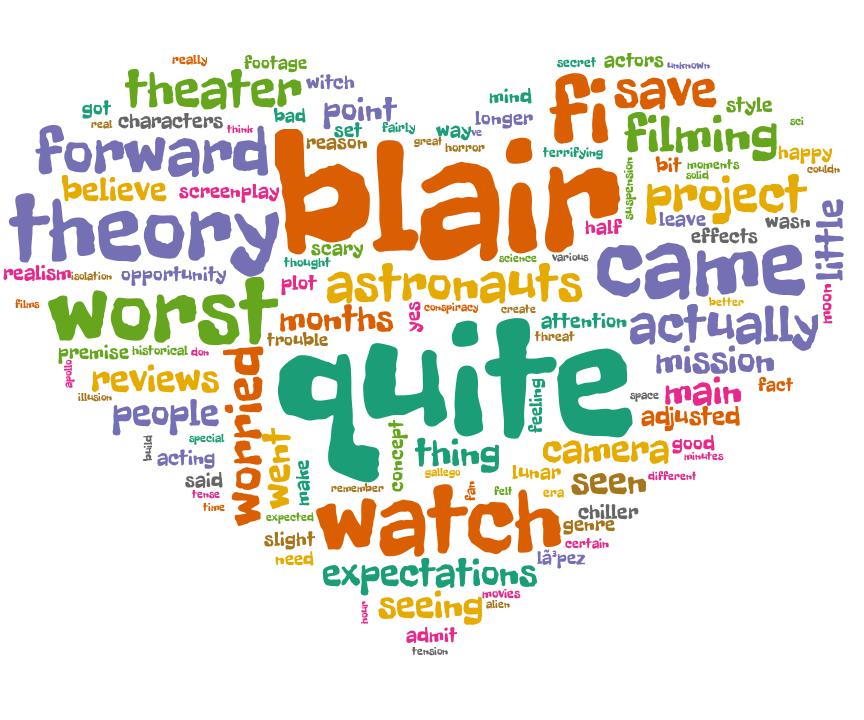 really
footage
secret
actors
unknown
theater
witch
mind
fi
save
got
bad
point
longer
style
real
characters
think
set
fairly
way
've
filming
sci
forward
reason
great
horror
terrifying
happy
believe
screenplay
blair
suspension
bit
moments
solid
couldn
project
theory
scary
half
leave
wasn
effects
little
realism
isolation
opportunity
thought
science
various
came
plot
astronauts
films
worst
months
yes
conspiracy
create
attention
better
moon
actually
trouble
threat
premise
historical
don
quite
mission
apollo
reviews
worried
feeling
space
main
fact
illusion
people
adjusted
build
special
went
concept
thing
camera
good
minutes
acting
make
gallego
lunar
seen
different
said
tense
remember
fan
felt
era
time
expected
watch
chiller
genre
slight
certain
need
expectations
lã³pez
hour
seeing
movies
alien
admit
tension